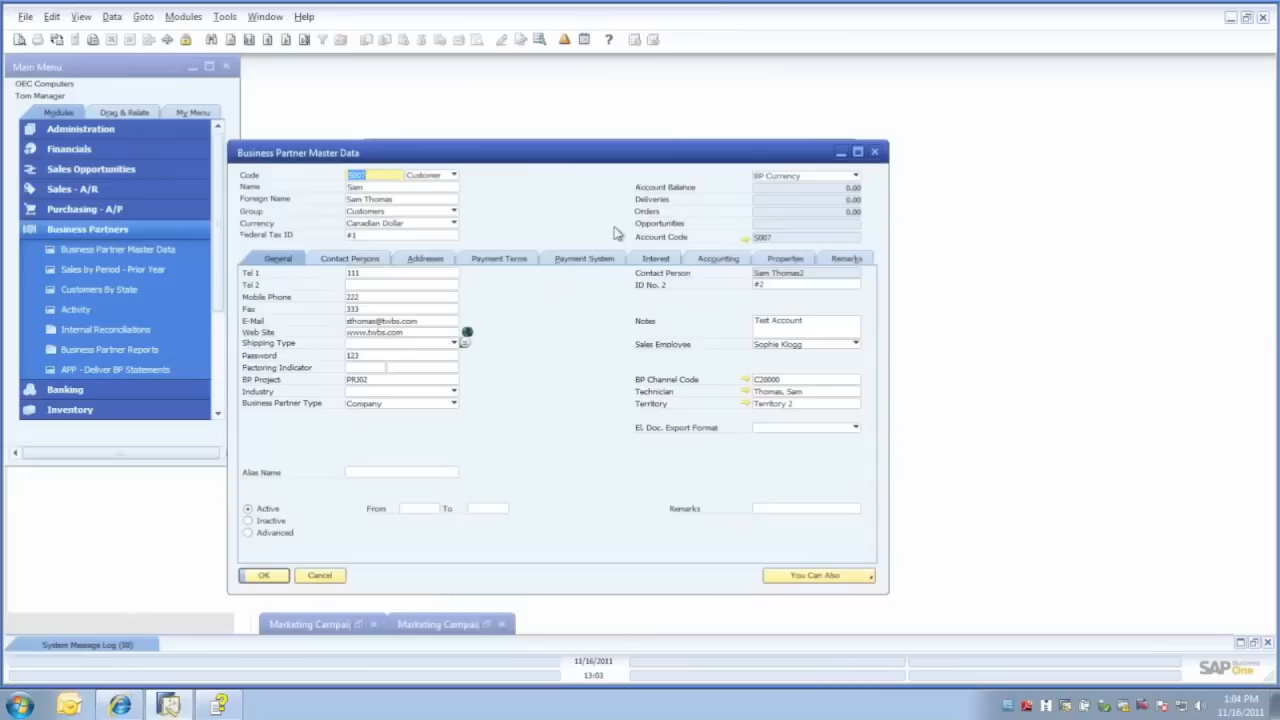 File Edit View Data Goto Modules Tools Window Help
Main Menu
OEC Computers
Tom Manager
Modules Drag & Relate My Menu
Administration
Financials
Sales Opportunities
Sales - A/R
Purchasing - A/P
Business Partners
Business Partner Master Data
Sales by Period - Prior Year
Customers By State
Activity
Internal Reconciliations
Business Partner Reports
APP - Deliver BP Statements
Banking
Inventory
Business Partner Master Data
Code S007 Customer BP Currency
Name Sam Account Balance 0.00
Foreign Name Sam Thomas Deliveries 0.00
Group Customers Orders 0.00
Currency Canadian Dollar Opportunities
Federal Tax ID #1 Account Code S007
General Contact Persons Addresses Payment Terms Payment System Interest Accounting Properties Remarks
Tel 1 111 Contact Person Sam Thomas2
Tel 2 ID No. 2 #2
Mobile Phone 222
Fax 333
E-Mail sthomas@twbs.com Notes Test Account
Web Site www.twbs.com
Shipping Type Sales Employee Sophie Klogg
Password 123
Factoring Indicator
BP Project PRJ02 BP Channel Code C20000
Industry Technician Thomas, Sam
Business Partner Type Company Territory Territory 2
El. Doc. Export Format
Alias Name
Active From To Remarks
Inactive
Advanced
OK Cancel You Can Also
Marketing Campai Marketing Campai
System Message Log (50)
11/16/2011
13:03
SAP Business One
1:04 PM
11/16/2011